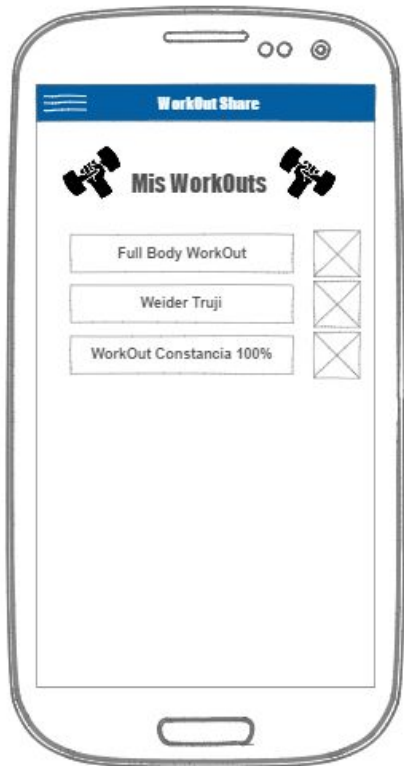 WorkOut Share
Mis WorkOuts
Full Body WorkOut
Weider Truji
WorkOut Constancia 100%